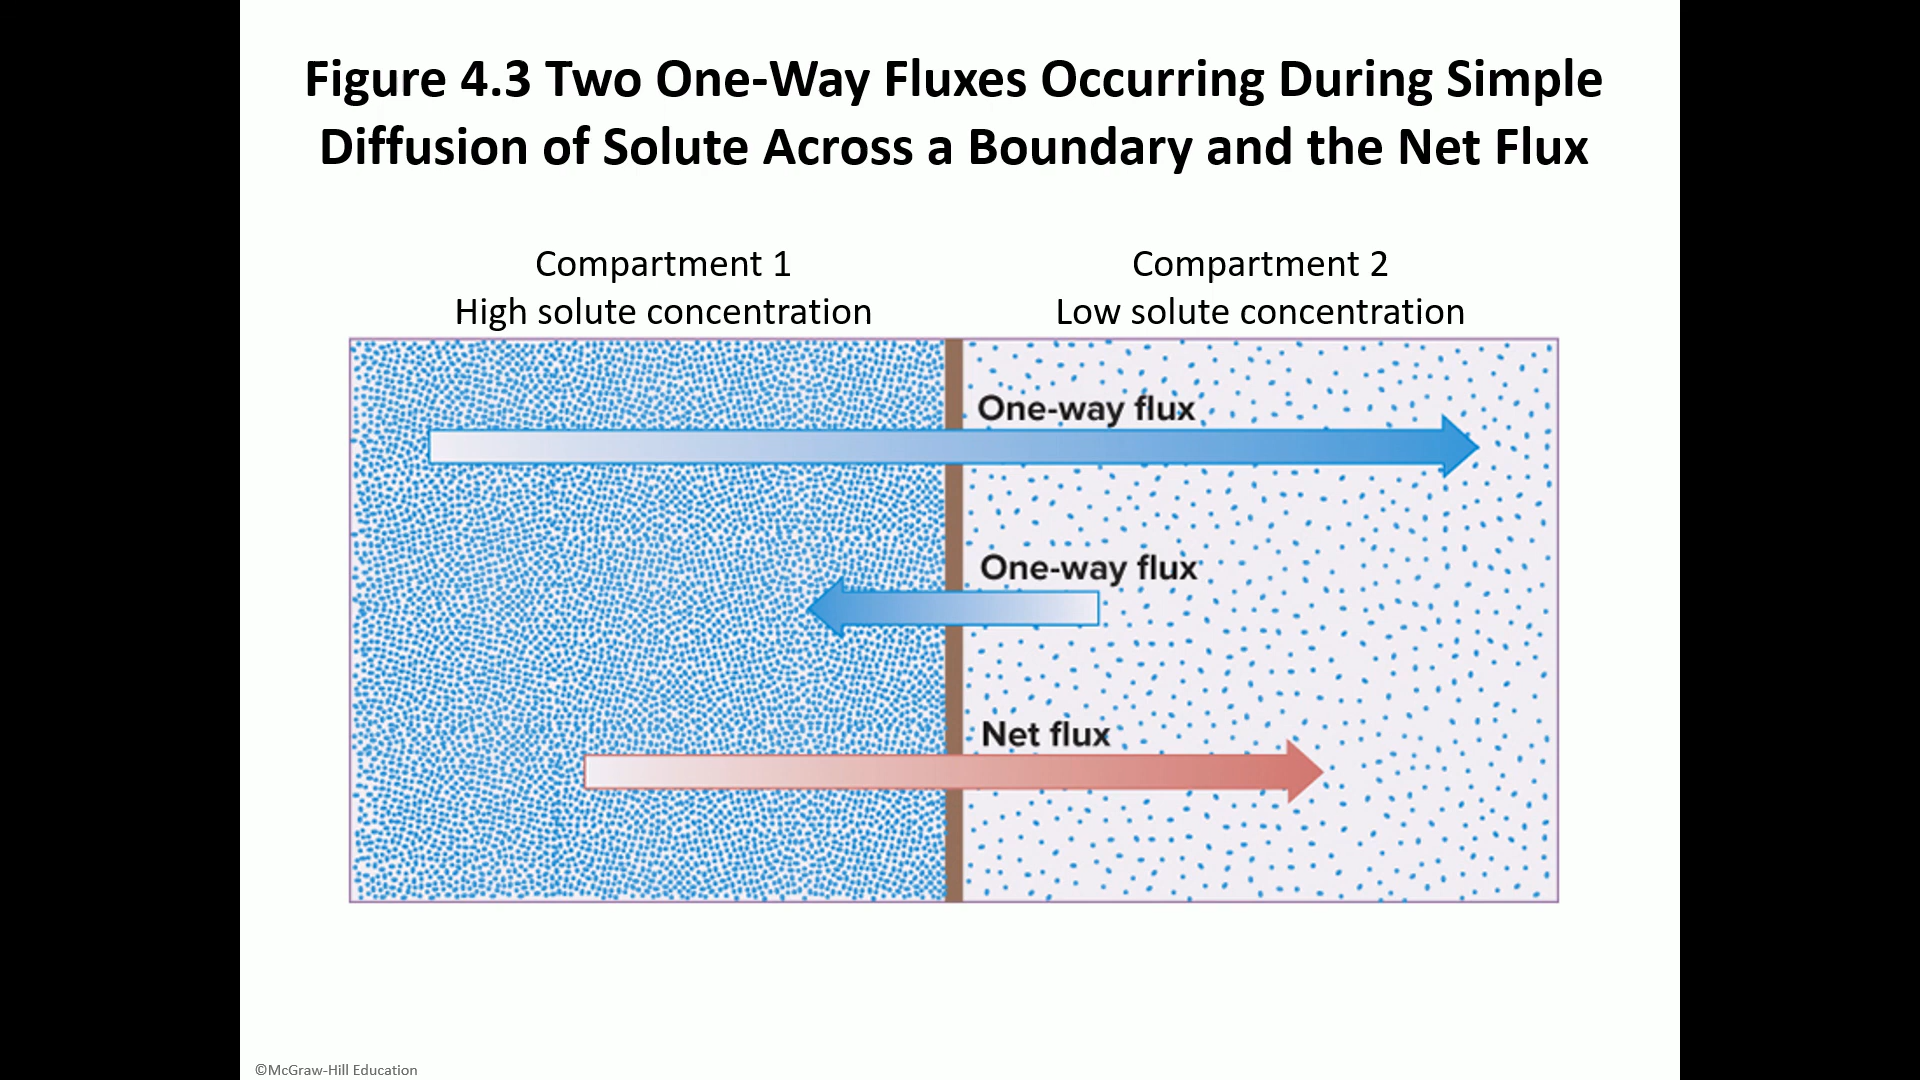 Figure 4.3 Two One-Way Fluxes Occurring During Simple
Diffusion of Solute Across a Boundary and the Net Flux
Compartment 1
High solute concentration
Compartment 2
Low solute concentration
One-way flux
One-way flux
Net flux
©McGraw-Hill Education